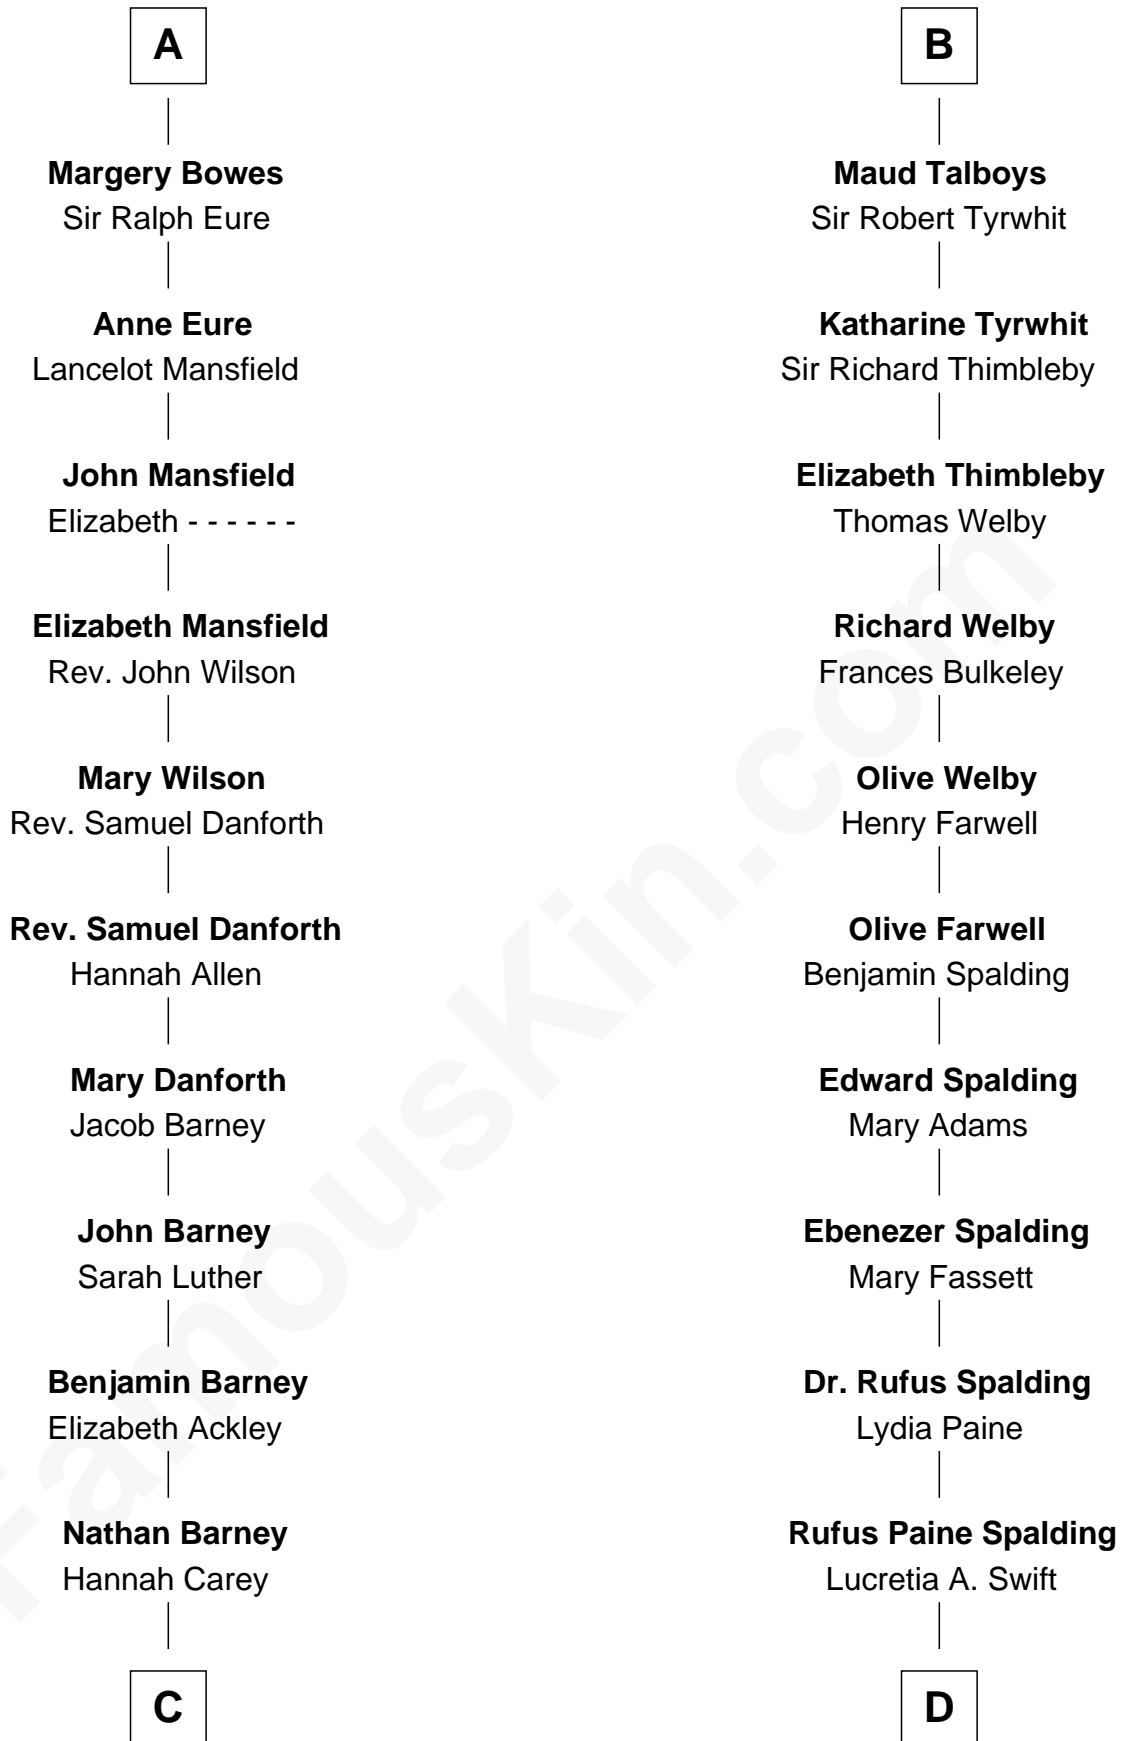 A
Margery Bowes
Sir Ralph Eure
Anne Eure
Lancelot Mansfield
John Mansfield
Elizabeth - - - - - -
Elizabeth Mansfield
Rev. John Wilson
Mary Wilson
Rev. Samuel Danforth
Rev. Samuel Danforth
Hannah Allen
Mary Danforth
Jacob Barney
John Barney
Sarah Luther
Benjamin Barney
Elizabeth Ackley
Nathan Barney
Hannah Carey
C
B
Maud Talboys
Sir Robert Tyrwhit
Katharine Tyrwhit
Sir Richard Thimbleby
Elizabeth Thimbleby
Thomas Welby
Richard Welby
Frances Bulkeley
Olive Welby
Henry Farwell
Olive Farwell
Benjamin Spalding
Edward Spalding
Mary Adams
Ebenezer Spalding
Mary Fassett
Dr. Rufus Spalding
Lydia Paine
Rufus Paine Spalding
Lucretia A. Swift
D
FamousKin.com